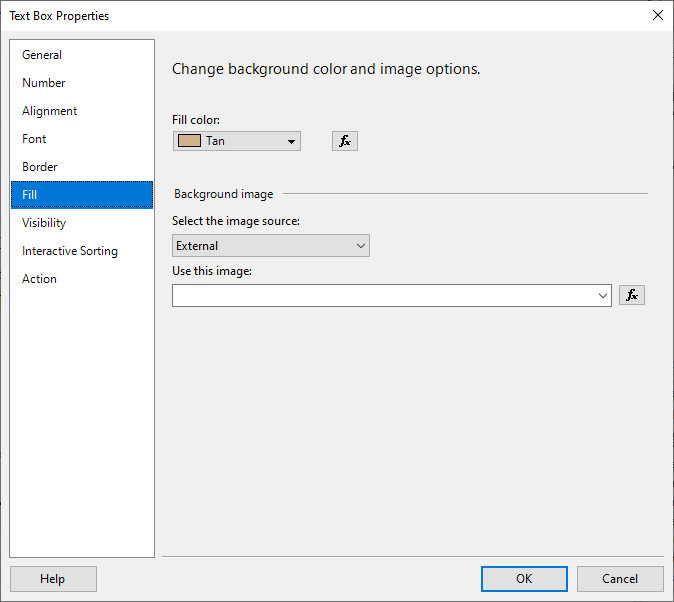 Text Box Properties
General
Number
Alignment
Font
Border
Fill
Visibility
Interactive Sorting
Action
Change background color and image options.
Fill color:
Tan
fx
Background image
Select the image source:
External
Use this image:
fx
Help
OK
Cancel